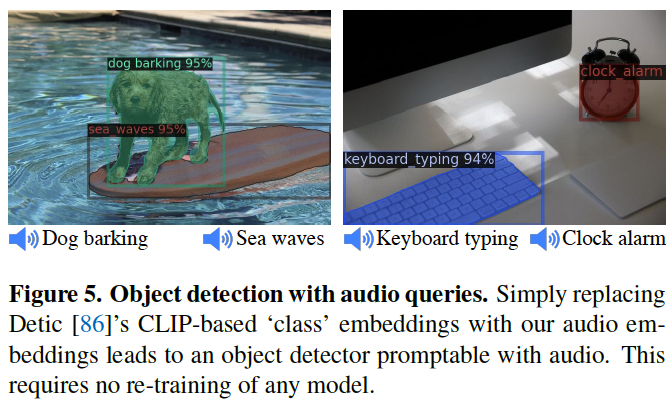 dog barking 95%
sea_waves 95%
keyboard_typing 94%
clock_alarm
Dog barking
Sea waves
Keyboard typing
Clock alarm
Figure 5. Object detection with audio queries. Simply replacing
Detic [86]’s CLIP-based ‘class’ embeddings with our audio em-
beddings leads to an object detector promptable with audio. This
requires no re-training of any model.